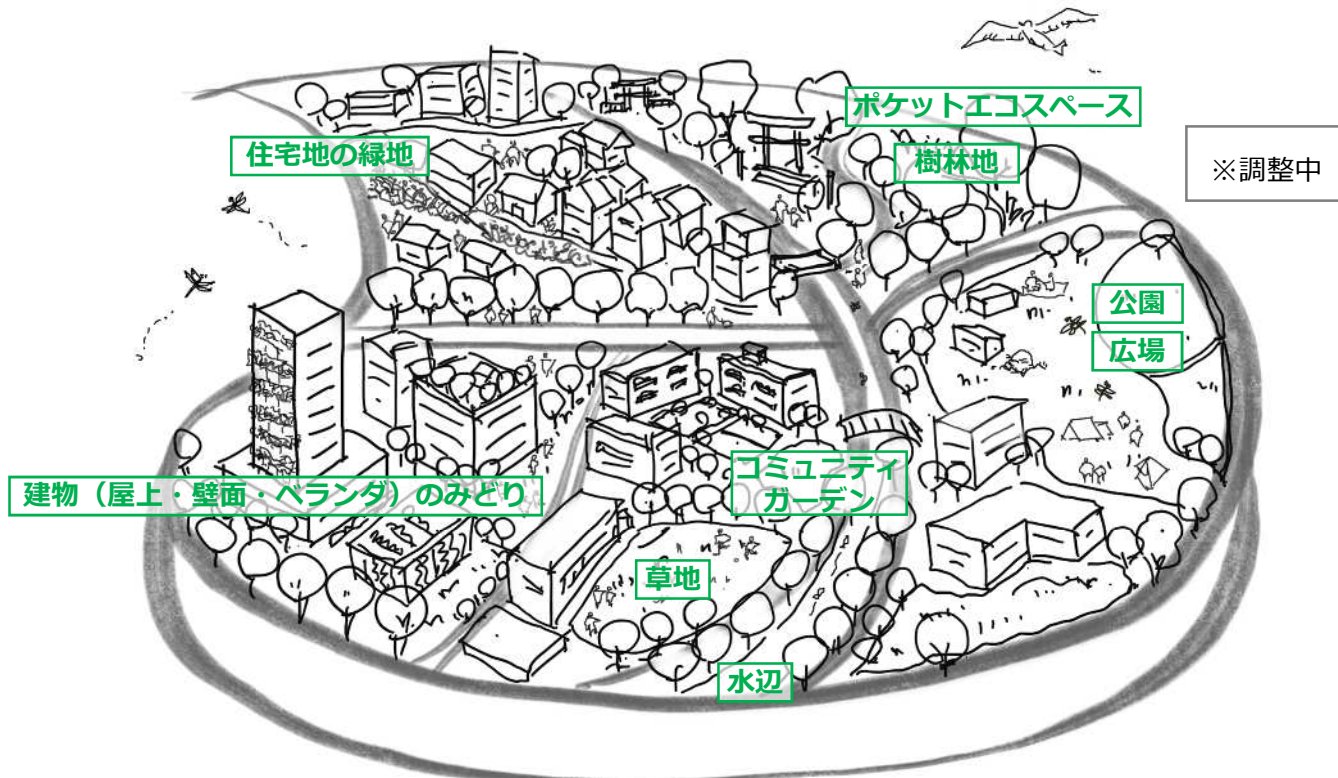 ポケットエコスペース
住宅地の緑地
樹林地
※調整中
公園
広場
建物（屋上・壁面・ベランダ）のみどり
コミュニティ
ガーデン
草地
水辺